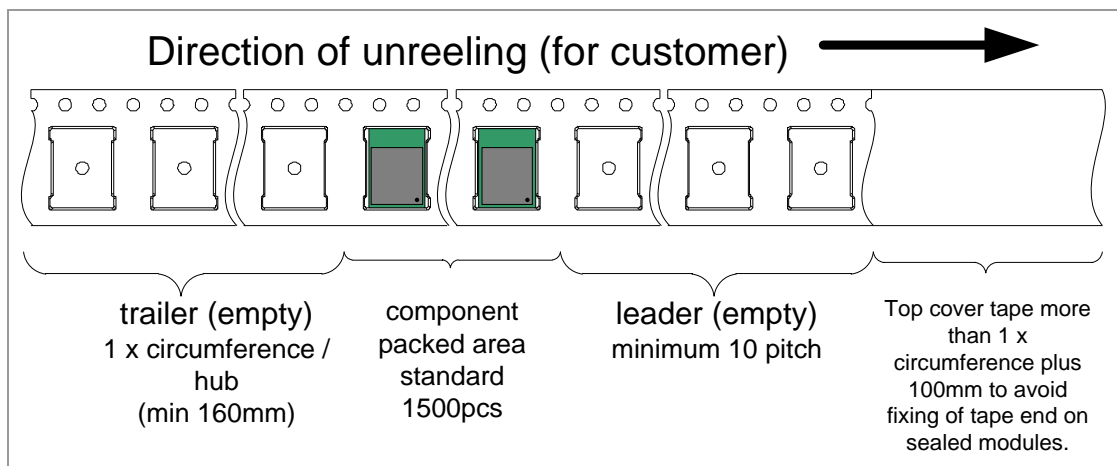 Direction of unreeling (for customer)
trailer (empty)
1 x circumference /
hub
(min 160mm)
component
packed area
standard
1500pcs
leader (empty)
minimum 10 pitch
Top cover tape more
than 1 x
circumference plus
100mm to avoid
fixing of tape end on
sealed modules.